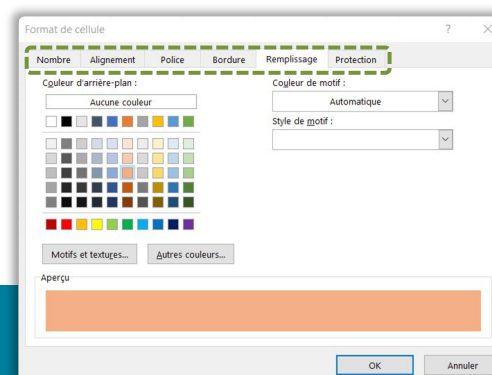 Format de cellule ? ×
Nombre Alignement Police Bordure Remplissage Protection
Couleur d'arrière-plan :
Aucune couleur
Couleur de motif :
Automatique
Style de motif :
Motifs et textures... Autres couleurs...
Aperçu
OK Annuler